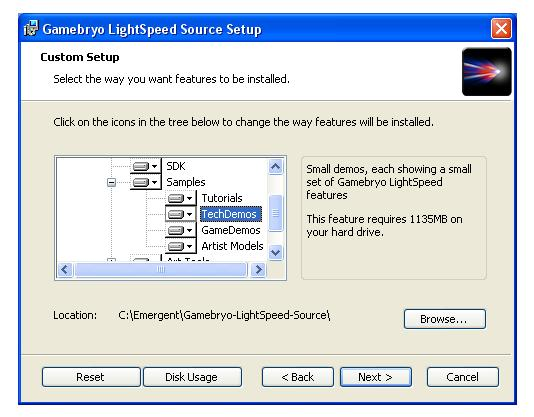 Gamebryo LightSpeed Source Setup
Custom Setup
Select the way you want features to be installed.
Click on the icons in the tree below to change the way features will be installed.
SDK
Samples
Tutorials
TechDemos
GameDemos
Artist Models
Art Tools
Small demos, each showing a small
set of Gamebryo LightSpeed
features
This feature requires 1135MB on
your hard drive.
Location: C:\Emergent\Gamebryo-LightSpeed-Source\
Browse...
Reset Disk Usage < Back Next > Cancel